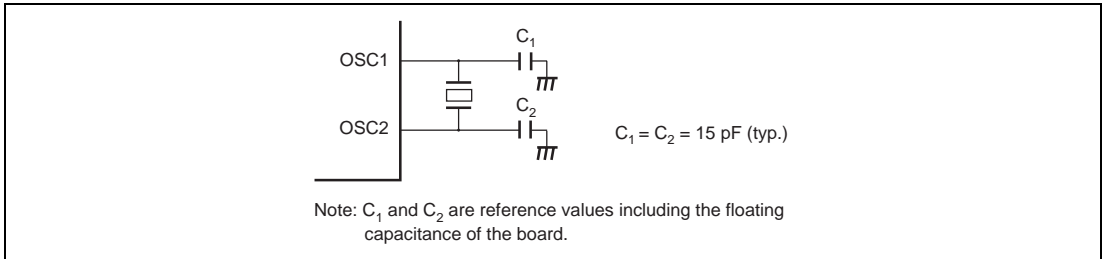 C₁
OSC1
C₂
OSC2
C₁ = C₂ = 15 pF (typ.)
Note: C₁ and C₂ are reference values including the floating
capacitance of the board.